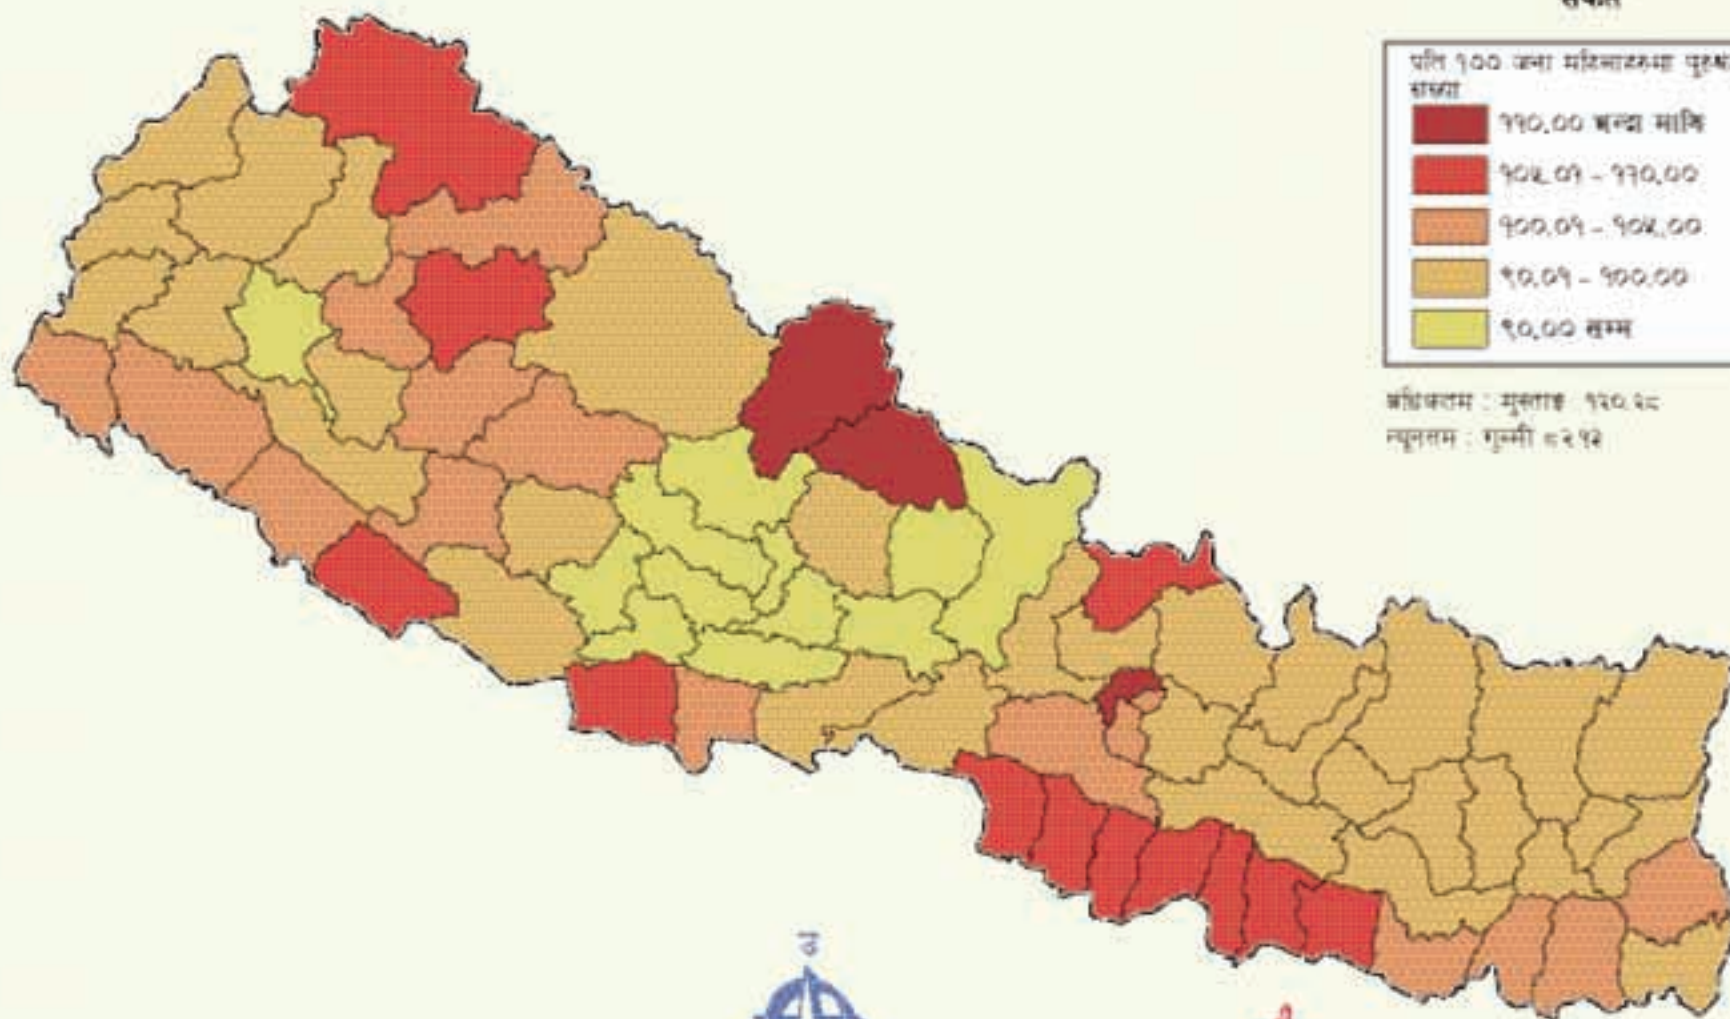 संकेत
प्रति १०० जना महिलाहरुमा पुरुष
संख्या
११०.०० भन्दा माथि
१०५.०१ - ११०.००
१००.०१ - १०५.००
९०.०१ - १००.००
९०.०० सम्म
अधिकतम : मुस्ताङ १२०.२८
न्यूनतम : गुल्मी ८२.१२